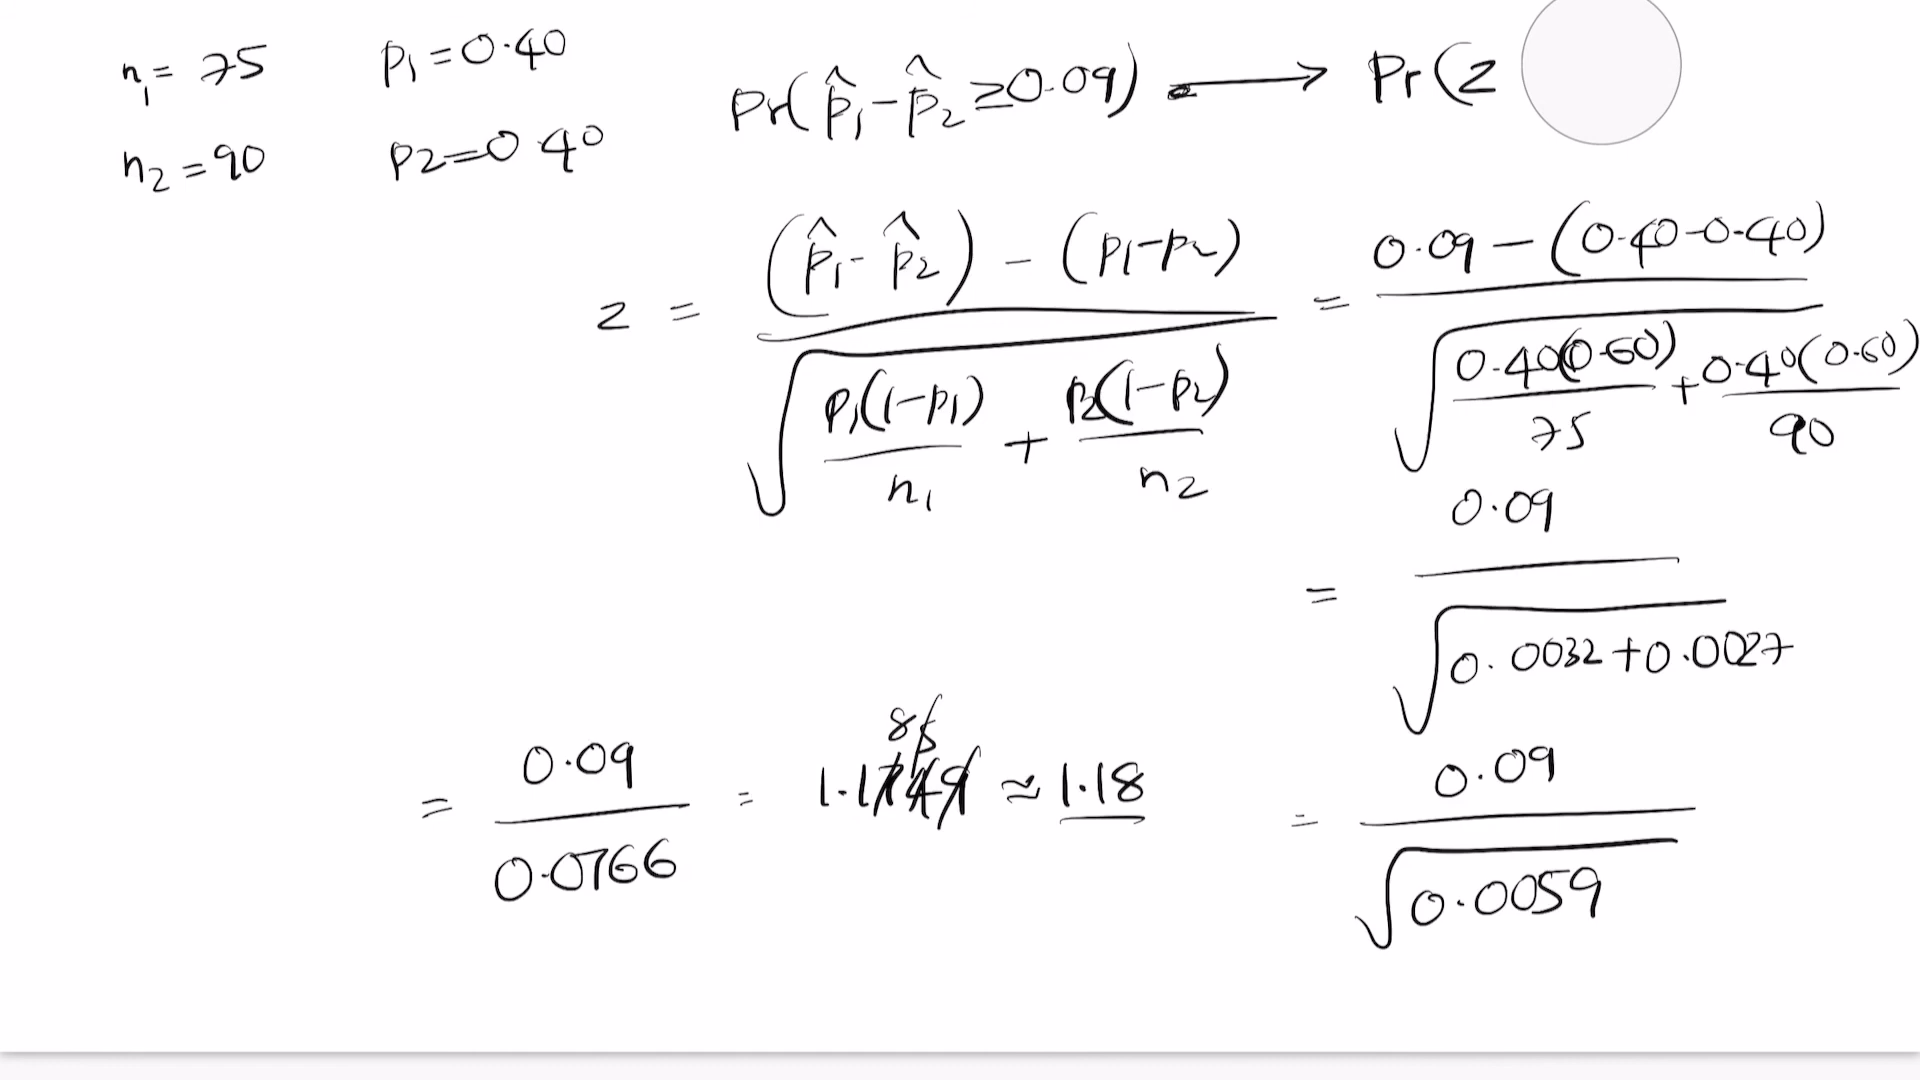 n₁ = 75 p₁ = 0.40
n₂ = 90 p2 = 0.40
Pr(p̂₁ - p̂₂ ≥ 0.09) → Pr(z
z = (p̂₁ - p̂₂) - (p₁ - p₂) / √(p₁(1-p₁)/n₁ + p₂(1-p₂)/n₂) = 0.09 - (0.40 - 0.40) / √(0.40(0.60)/75 + 0.40(0.60)/90)
= 0.09 / √(0.0032 + 0.0027)
= 0.09 / √0.0059
= 0.09 / 0.0766 = 1.1749 ≈ 1.18
85